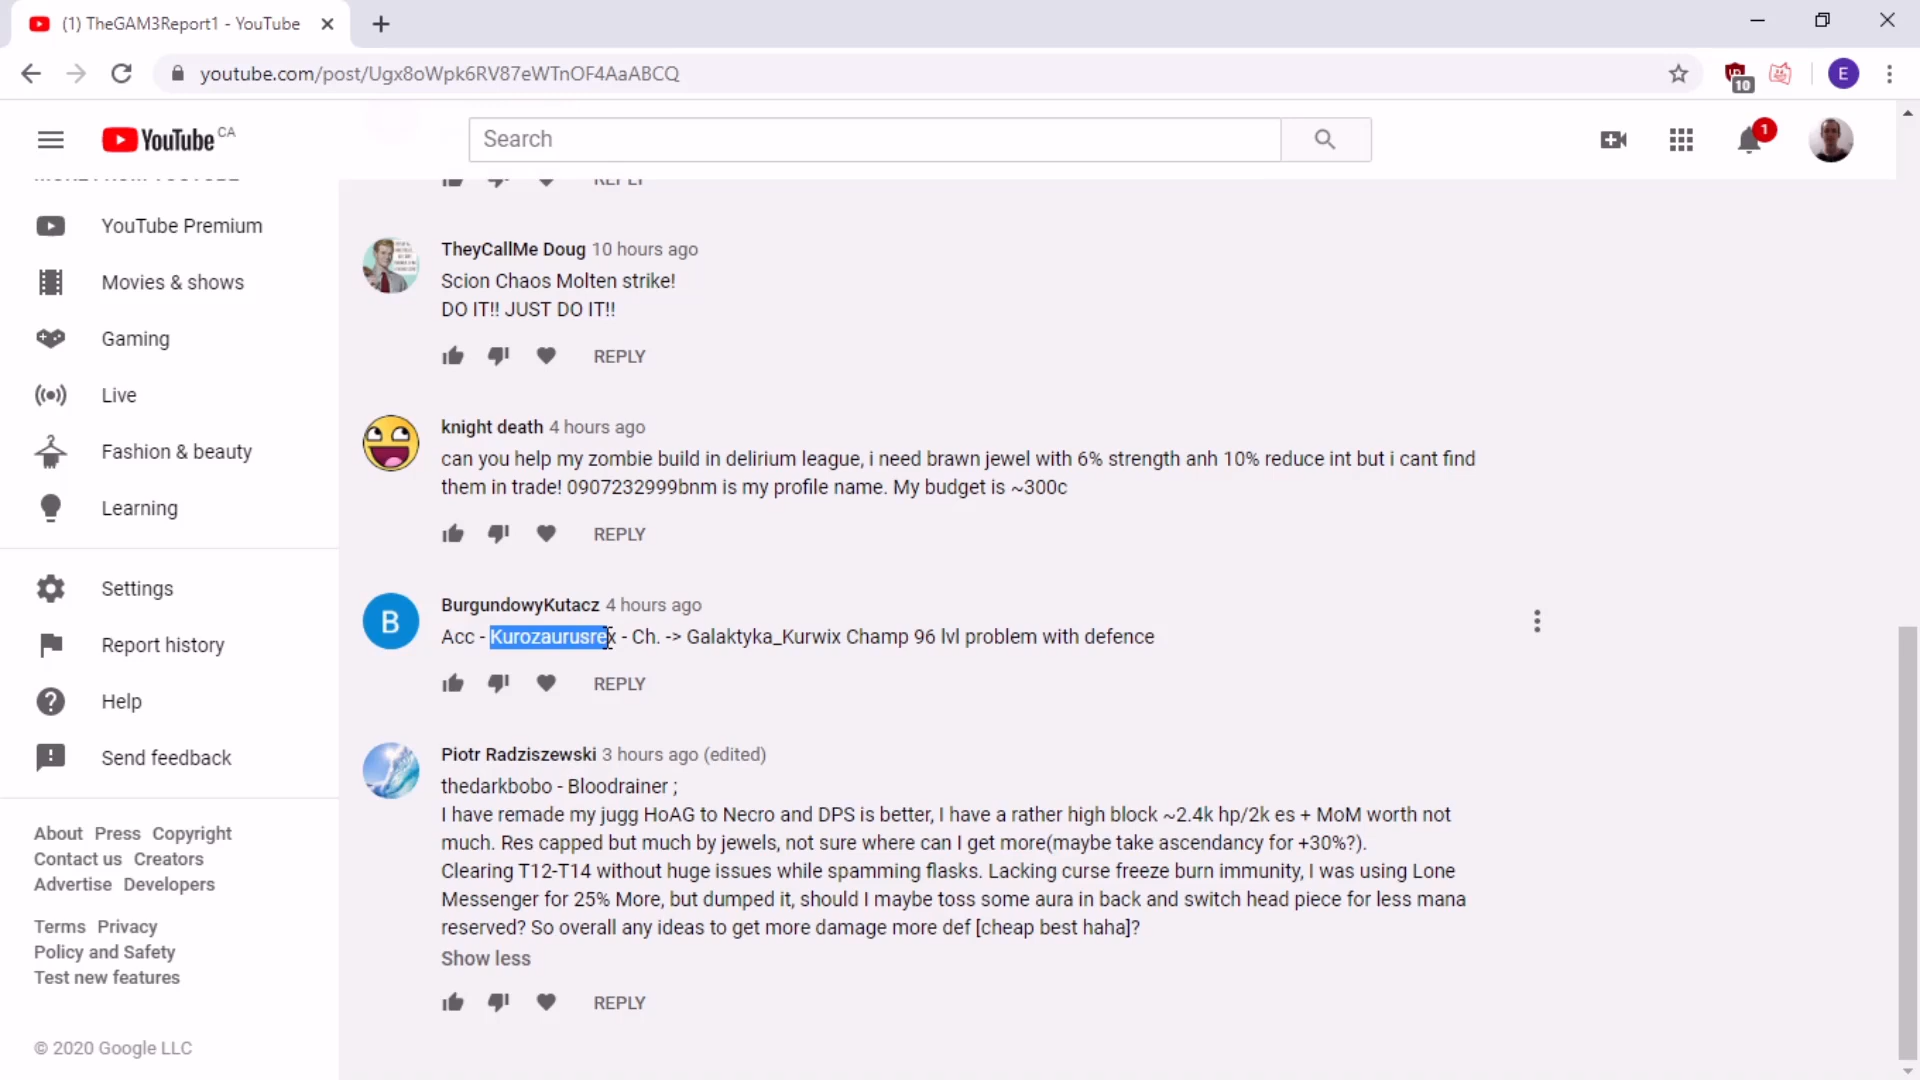 (1) TheGAM3Report1 - YouTube
youtube.com/post/Ugx8oWpk6RV87eWTnOF4AaABCQ
10
E
YouTube CA
Search
1
MORE FROM YOUTUBE
YouTube Premium
Movies & shows
Gaming
Live
Fashion & beauty
Learning
Settings
Report history
Help
Send feedback
About Press Copyright
Contact us Creators
Advertise Developers
Terms Privacy
Policy and Safety
Test new features
© 2020 Google LLC
REPLY
TheyCallMe Doug 10 hours ago
Scion Chaos Molten strike!
DO IT!! JUST DO IT!!
REPLY
knight death 4 hours ago
can you help my zombie build in delirium league, i need brawn jewel with 6% strength anh 10% reduce int but i cant find
them in trade! 0907232999bnm is my profile name. My budget is ~300c
REPLY
B
BurgundowyKutacz 4 hours ago
Acc - Kurozaurusrex - Ch. -> Galaktyka_Kurwix Champ 96 lvl problem with defence
REPLY
Piotr Radziszewski 3 hours ago (edited)
thedarkbobo - Bloodrainer ;
I have remade my jugg HoAG to Necro and DPS is better, I have a rather high block ~2.4k hp/2k es + MoM worth not
much. Res capped but much by jewels, not sure where can I get more(maybe take ascendancy for +30%?).
Clearing T12-T14 without huge issues while spamming flasks. Lacking curse freeze burn immunity, I was using Lone
Messenger for 25% More, but dumped it, should I maybe toss some aura in back and switch head piece for less mana
reserved? So overall any ideas to get more damage more def [cheap best haha]?
Show less
REPLY